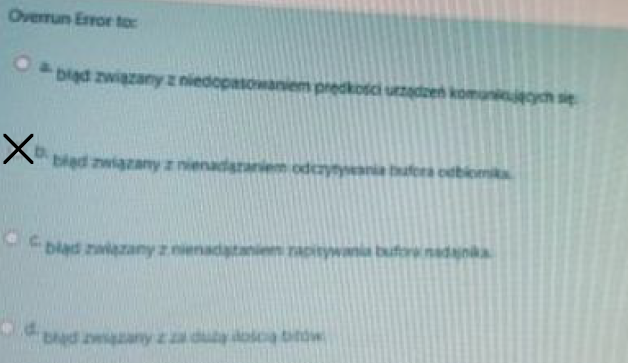 Overrun Error to:
a. błąd związany z niedopasowaniem prędkości urządzeń komunikujących się.
b. błąd związany z nienadążaniem odczytywania bufora odbiornika.
c. błąd związany z nienadążaniem zapisywania bufora nadajnika.
d. błąd związany z za dużą ilością bitów.